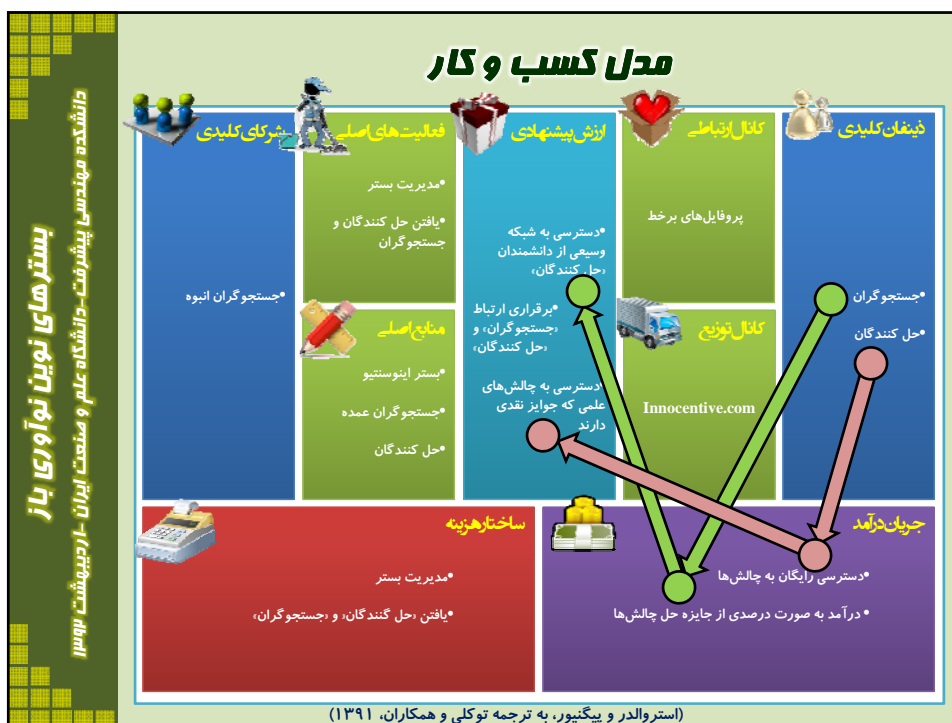 مدل کسب و کار
ذینفان کلیدی
•جستجوگران
•حل کنندگان
کانال ارتباطی
پروفایل‌های برخط
کانال توزیع
Innocentive.com
ارزش پیشنهادی
•دسترسی به شبکه
وسیعی از دانشمندان
«حل کنندگان»
•برقراری ارتباط
«جستجوگران» و
«حل کنندگان»
•دسترسی به چالش‌های
علمی که جوایز نقدی
دارند
فعالیت های اصلی
•مدیریت بستر
•یافتن حل کنندگان و
جستجوگران
منابع اصلی
•بستر اینوسنتیو
•جستجوگران عمده
•حل کنندگان
شرکای کلیدی
•جستجوگران انبوه
جریان درآمد
•دسترسی رایگان به چالش‌ها
•درآمد به صورت درصدی از جایزه حل چالش‌ها
ساختار هزینه
•مدیریت بستر
•یافتن «حل گنندگان» و «جستجوگران»
(استروالدر و پیگنیور، به ترجمه توکلی و همکاران، ۱۳۹۱)
بسترهای نوین نوآوری باز
دانشکده مهندسی پیشرفت-دانشگاه علم و صنعت ایران -اردیبهشت ۱۳۹۲